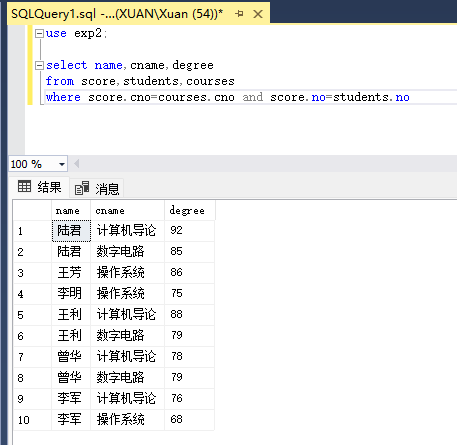 SQLQuery1.sql -...(XUAN\Xuan (54))*
use exp2;
select name,cname,degree
from score,students,courses
where score.cno=courses.cno and score.no=students.no
100 %
结果 消息
name cname degree
1 陆君 计算机导论 92
2 陆君 数字电路 85
3 王芳 操作系统 86
4 李明 操作系统 75
5 王利 计算机导论 88
6 王利 数字电路 79
7 曾华 计算机导论 78
8 曾华 数字电路 79
9 李军 计算机导论 76
10 李军 操作系统 68